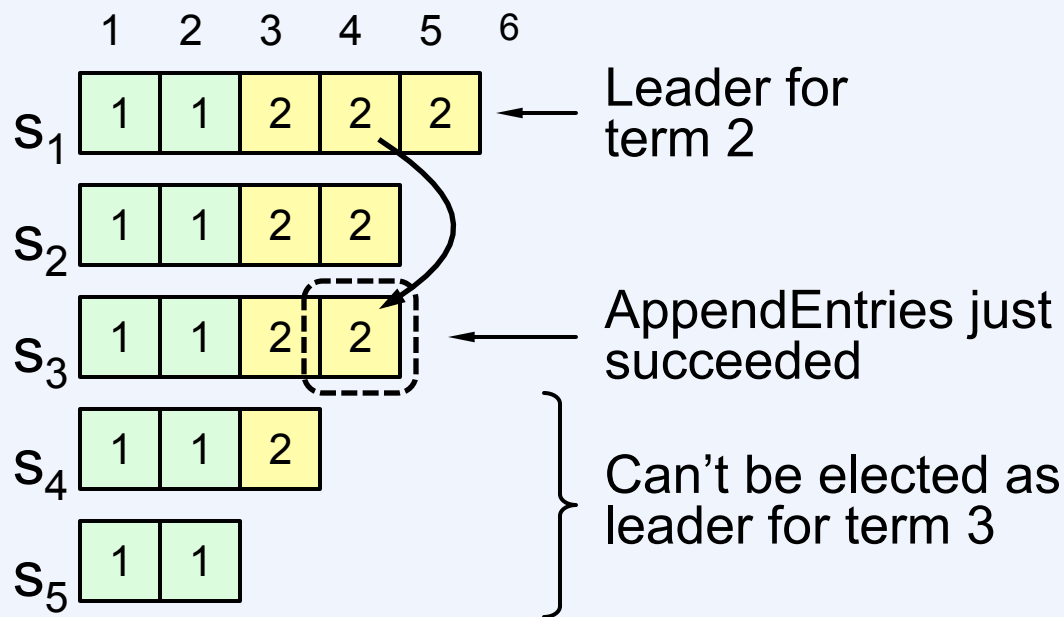 1 2 3 4 5 6
s1 1 1 2 2 2 Leader for
term 2
s2 1 1 2 2
s3 1 1 2 2 AppendEntries just
succeeded
s4 1 1 2
Can’t be elected as
leader for term 3
s5 1 1